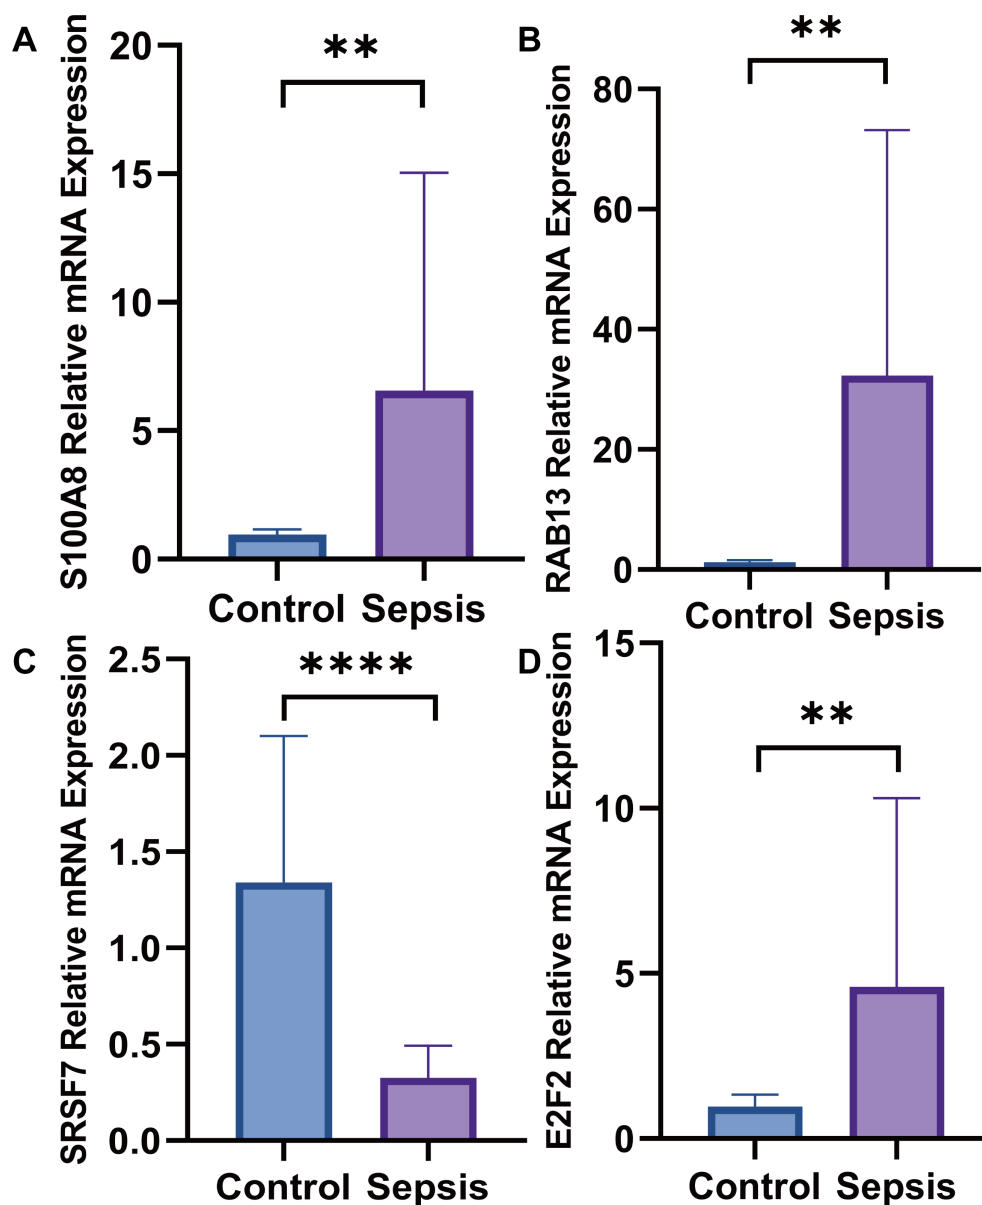 A
S100A8 Relative mRNA Expression
20
15
10
5
0
**
Control Sepsis
B
RAB13 Relative mRNA Expression
80
60
40
20
0
**
Control Sepsis
C
SRSF7 Relative mRNA Expression
2.5
2.0
1.5
1.0
0.5
0.0
****
Control Sepsis
D
E2F2 Relative mRNA Expression
15
10
5
0
**
Control Sepsis